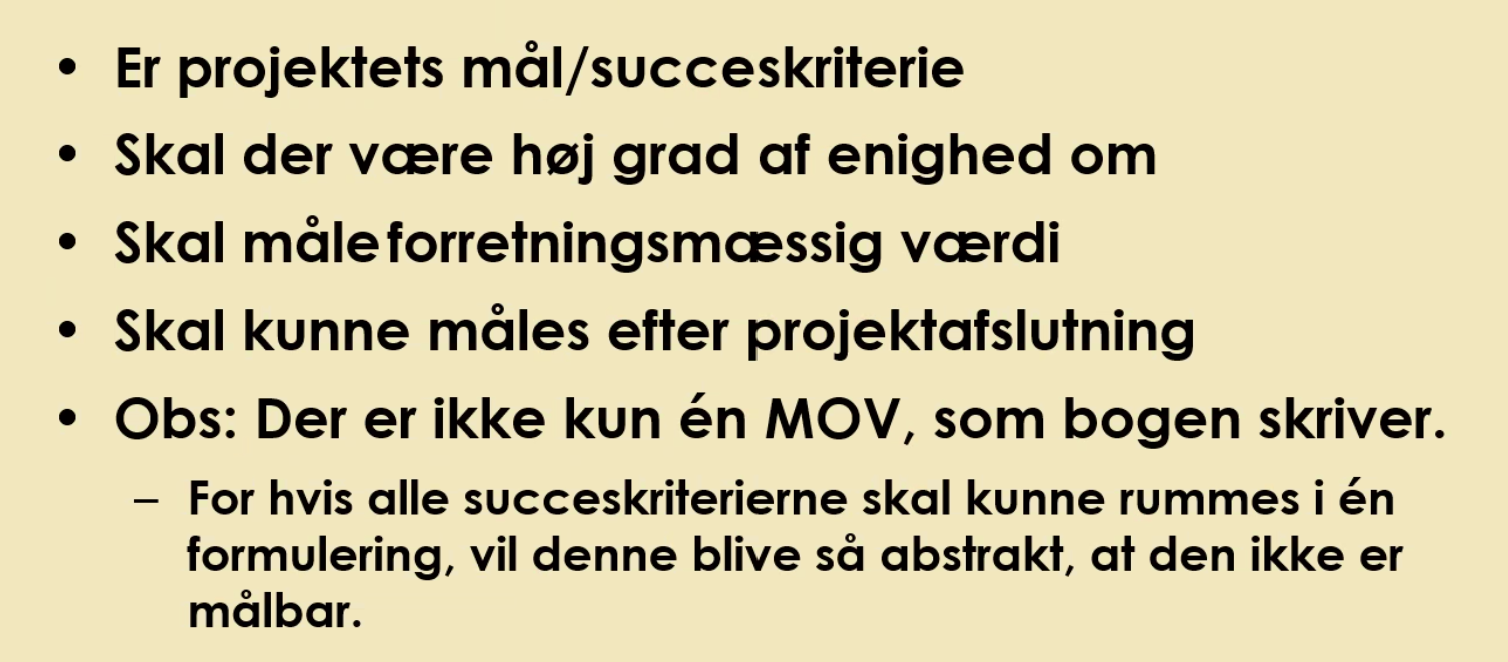 • Er projektets mål/succeskriterie
• Skal der være høj grad af enighed om
• Skal måle forretningsmæssig værdi
• Skal kunne måles efter projektafslutning
• Obs: Der er ikke kun én MOV, som bogen skriver.
– For hvis alle succeskriterierne skal kunne rummes i én
formulering, vil denne blive så abstrakt, at den ikke er
målbar.